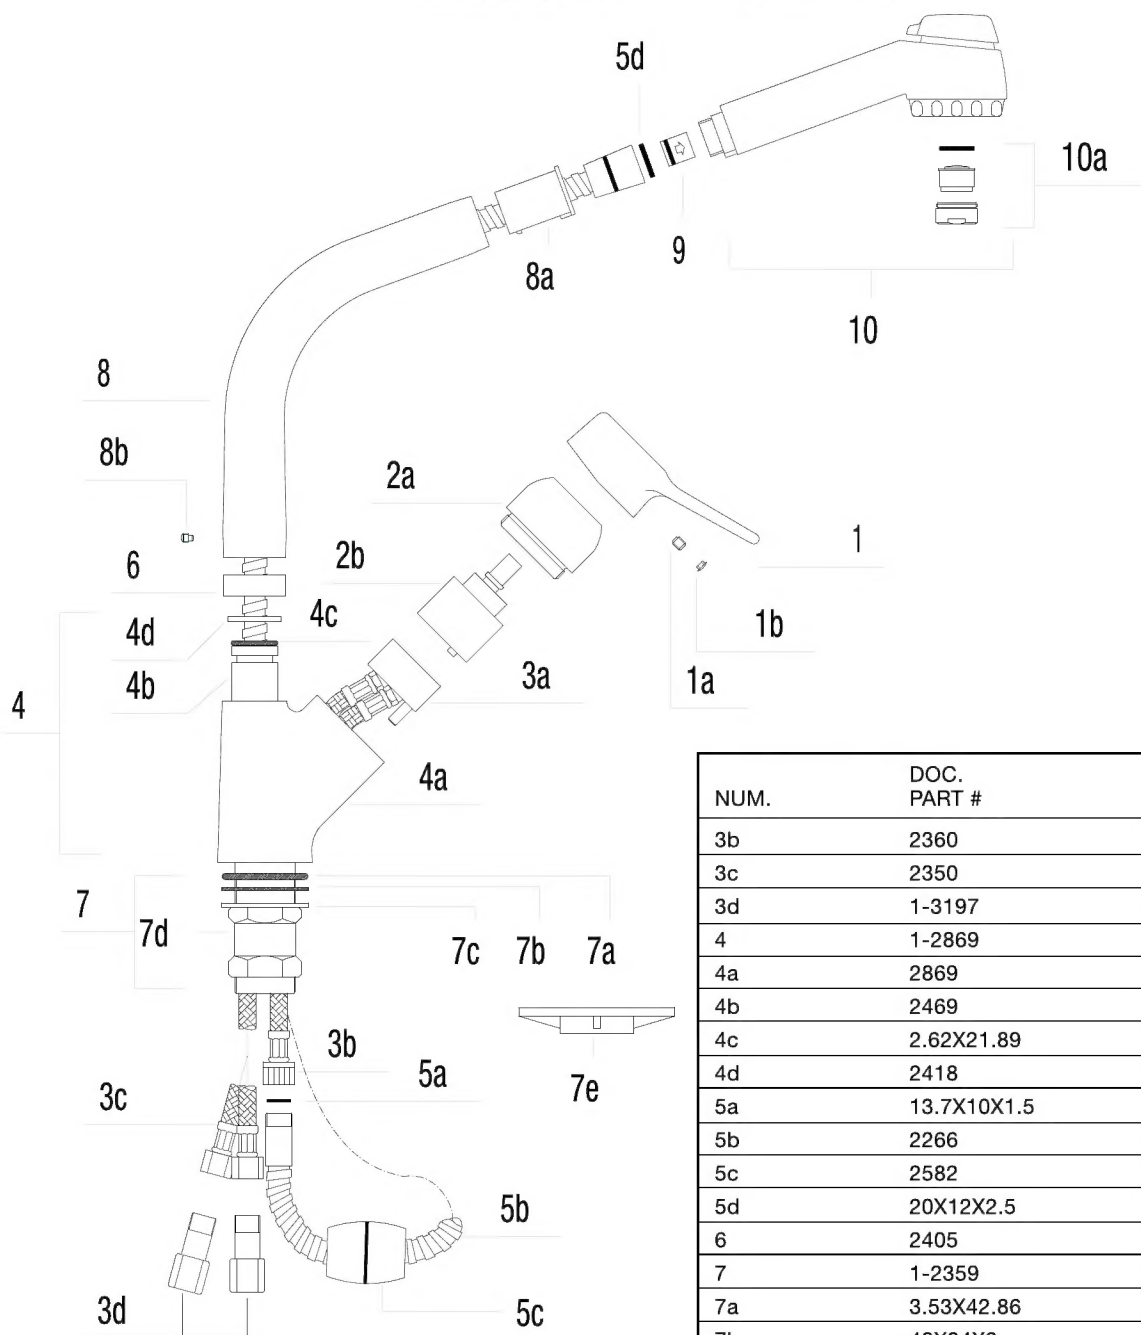 5d
10a
9
8a
10
8
8b
2a
1
6
2b
1b
4c
4d
3a
1a
4b
4
4a
7
7d
7c
7b
7a
3b
5a
7e
3c
5b
5c
3d
NUM. DOC. PART #
3b 2360
3c 2350
3d 1-3197
4 1-2869
4a 2869
4b 2469
4c 2.62X21.89
4d 2418
5a 13.7X10X1.5
5b 2266
5c 2582
5d 20X12X2.5
6 2405
7 1-2359
7a 3.53X42.86